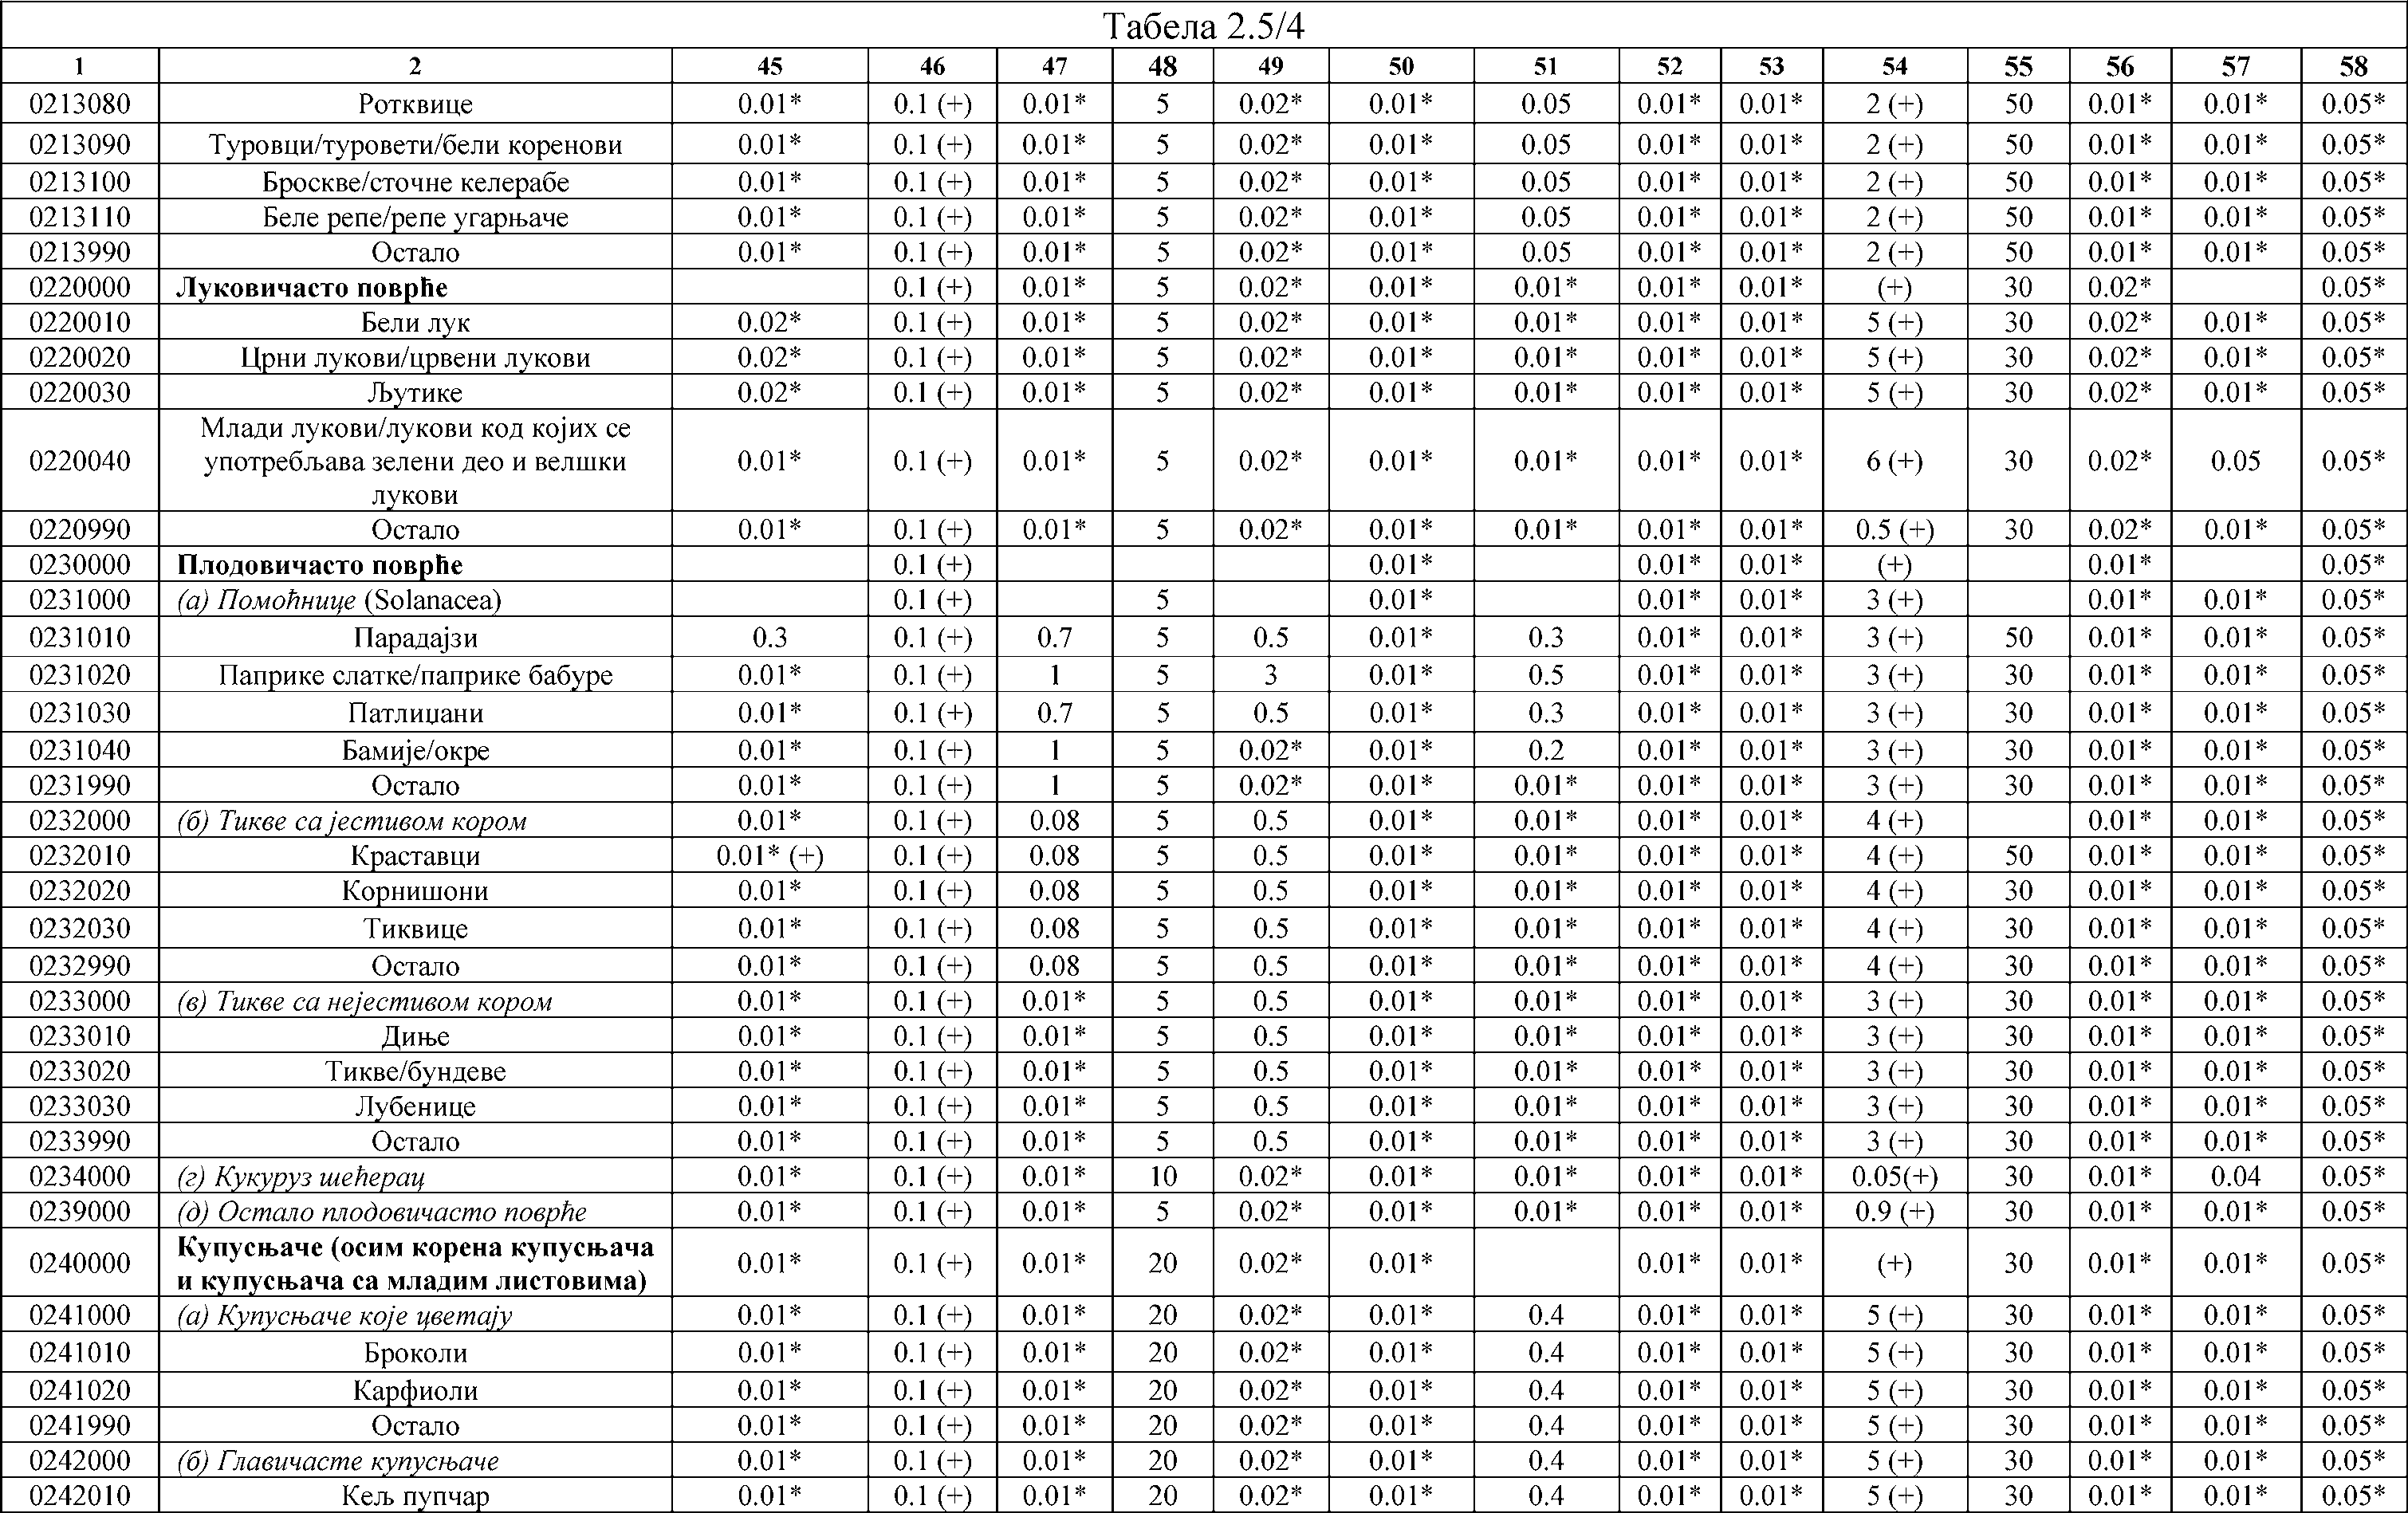 Табела 2.5/4
1 2 45 46 47 48 49 50 51 52 53 54 55 56 57 58
0213080 Ротквице 0.01* 0.1 (+) 0.01* 5 0.02* 0.01* 0.05 0.01* 0.01* 2 (+) 50 0.01* 0.01* 0.05*
0213090 Туровци/туровети/бели коренови 0.01* 0.1 (+) 0.01* 5 0.02* 0.01* 0.05 0.01* 0.01* 2 (+) 50 0.01* 0.01* 0.05*
0213100 Броскве/сточне келерабе 0.01* 0.1 (+) 0.01* 5 0.02* 0.01* 0.05 0.01* 0.01* 2 (+) 50 0.01* 0.01* 0.05*
0213110 Беле репе/репе угарњаче 0.01* 0.1 (+) 0.01* 5 0.02* 0.01* 0.05 0.01* 0.01* 2 (+) 50 0.01* 0.01* 0.05*
0213990 Остало 0.01* 0.1 (+) 0.01* 5 0.02* 0.01* 0.05 0.01* 0.01* 2 (+) 50 0.01* 0.01* 0.05*
0220000 Луковичасто поврће 0.1 (+) 0.01* 5 0.02* 0.01* 0.01* 0.01* 0.01* (+) 30 0.02* 0.05*
0220010 Бели лук 0.02* 0.1 (+) 0.01* 5 0.02* 0.01* 0.01* 0.01* 0.01* 5 (+) 30 0.02* 0.01* 0.05*
0220020 Црни лукови/црвени лукови 0.02* 0.1 (+) 0.01* 5 0.02* 0.01* 0.01* 0.01* 0.01* 5 (+) 30 0.02* 0.01* 0.05*
0220030 Љутике 0.02* 0.1 (+) 0.01* 5 0.02* 0.01* 0.01* 0.01* 0.01* 5 (+) 30 0.02* 0.01* 0.05*
Млади лукови/лукови код којих се
0220040 употребљава зелени део и велшки 0.01* 0.1 (+) 0.01* 5 0.02* 0.01* 0.01* 0.01* 0.01* 6 (+) 30 0.02* 0.05 0.05*
лукови
0220990 Остало 0.01* 0.1 (+) 0.01* 5 0.02* 0.01* 0.01* 0.01* 0.01* 0.5 (+) 30 0.02* 0.01* 0.05*
0230000 Плодовичасто поврће 0.1 (+) 0.01* 0.01* 0.01* (+) 0.01* 0.05*
0231000 (а) Помоћнице (Solanacea) 0.1 (+) 5 0.01* 0.01* 0.01* 3 (+) 0.01* 0.01* 0.05*
0231010 Парадајзи 0.3 0.1 (+) 0.7 5 0.5 0.01* 0.3 0.01* 0.01* 3 (+) 50 0.01* 0.01* 0.05*
0231020 Паприке слатке/паприке бабуре 0.01* 0.1 (+) 1 5 3 0.01* 0.5 0.01* 0.01* 3 (+) 30 0.01* 0.01* 0.05*
0231030 Патлиџани 0.01* 0.1 (+) 0.7 5 0.5 0.01* 0.3 0.01* 0.01* 3 (+) 30 0.01* 0.01* 0.05*
0231040 Бамије/окре 0.01* 0.1 (+) 1 5 0.02* 0.01* 0.2 0.01* 0.01* 3 (+) 30 0.01* 0.01* 0.05*
0231990 Остало 0.01* 0.1 (+) 1 5 0.02* 0.01* 0.01* 0.01* 0.01* 3 (+) 30 0.01* 0.01* 0.05*
0232000 (б) Тикве са јестивом кором 0.01* 0.1 (+) 0.08 5 0.5 0.01* 0.01* 0.01* 0.01* 4 (+) 0.01* 0.01* 0.05*
0232010 Краставци 0.01* (+) 0.1 (+) 0.08 5 0.5 0.01* 0.01* 0.01* 0.01* 4 (+) 50 0.01* 0.01* 0.05*
0232020 Корнишони 0.01* 0.1 (+) 0.08 5 0.5 0.01* 0.01* 0.01* 0.01* 4 (+) 30 0.01* 0.01* 0.05*
0232030 Тиквице 0.01* 0.1 (+) 0.08 5 0.5 0.01* 0.01* 0.01* 0.01* 4 (+) 30 0.01* 0.01* 0.05*
0232990 Остало 0.01* 0.1 (+) 0.08 5 0.5 0.01* 0.01* 0.01* 0.01* 4 (+) 30 0.01* 0.01* 0.05*
0233000 (в) Тикве са нејестивом кором 0.01* 0.1 (+) 0.01* 5 0.5 0.01* 0.01* 0.01* 0.01* 3 (+) 30 0.01* 0.01* 0.05*
0233010 Диње 0.01* 0.1 (+) 0.01* 5 0.5 0.01* 0.01* 0.01* 0.01* 3 (+) 30 0.01* 0.01* 0.05*
0233020 Тикве/бундеве 0.01* 0.1 (+) 0.01* 5 0.5 0.01* 0.01* 0.01* 0.01* 3 (+) 30 0.01* 0.01* 0.05*
0233030 Лубенице 0.01* 0.1 (+) 0.01* 5 0.5 0.01* 0.01* 0.01* 0.01* 3 (+) 30 0.01* 0.01* 0.05*
0233990 Остало 0.01* 0.1 (+) 0.01* 5 0.5 0.01* 0.01* 0.01* 0.01* 3 (+) 30 0.01* 0.01* 0.05*
0234000 (г) Кукуруз шећерац 0.01* 0.1 (+) 0.01* 10 0.02* 0.01* 0.01* 0.01* 0.01* 0.05(+) 30 0.01* 0.04 0.05*
0239000 (д) Остало плодовичасто поврће 0.01* 0.1 (+) 0.01* 5 0.02* 0.01* 0.01* 0.01* 0.01* 0.9 (+) 30 0.01* 0.01* 0.05*
0240000 Купусњаче (осим корена купусњача
и купусњача са младим листовима) 0.01* 0.1 (+) 0.01* 20 0.02* 0.01* 0.01* 0.01* (+) 30 0.01* 0.01* 0.05*
0241000 (а) Купусњаче које цветају 0.01* 0.1 (+) 0.01* 20 0.02* 0.01* 0.4 0.01* 0.01* 5 (+) 30 0.01* 0.01* 0.05*
0241010 Броколи 0.01* 0.1 (+) 0.01* 20 0.02* 0.01* 0.4 0.01* 0.01* 5 (+) 30 0.01* 0.01* 0.05*
0241020 Карфиоли 0.01* 0.1 (+) 0.01* 20 0.02* 0.01* 0.4 0.01* 0.01* 5 (+) 30 0.01* 0.01* 0.05*
0241990 Остало 0.01* 0.1 (+) 0.01* 20 0.02* 0.01* 0.4 0.01* 0.01* 5 (+) 30 0.01* 0.01* 0.05*
0242000 (б) Главичасте купусњаче 0.01* 0.1 (+) 0.01* 20 0.02* 0.01* 0.4 0.01* 0.01* 5 (+) 30 0.01* 0.01* 0.05*
0242010 Кељ пупчар 0.01* 0.1 (+) 0.01* 20 0.02* 0.01* 0.4 0.01* 0.01* 5 (+) 30 0.01* 0.01* 0.05*